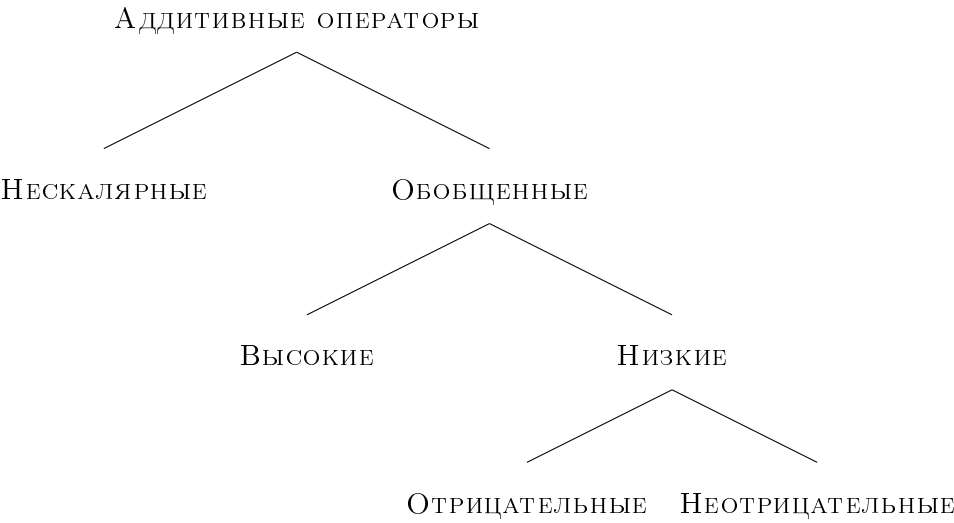 Аддитивные операторы
Нескалярные Обобщенные
Высокие Низкие
Отрицательные Неотрицательные